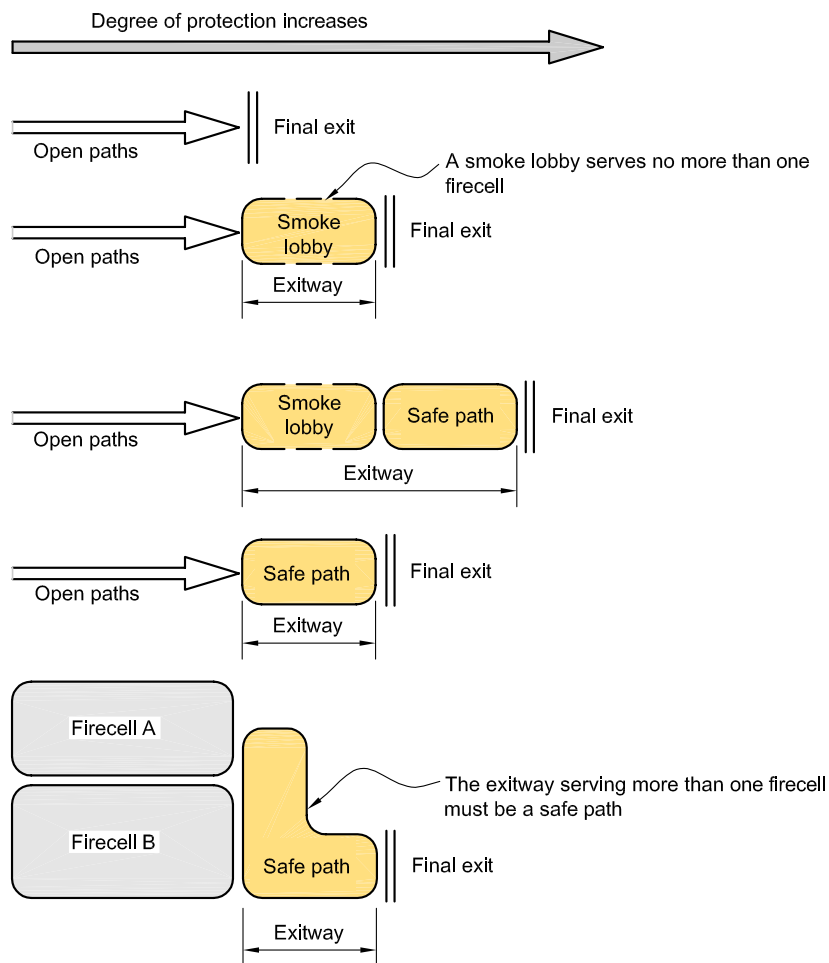 Degree of protection increases
Open paths
Final exit
A smoke lobby serves no more than one
firecell
Open paths
Smoke
lobby
Final exit
Exitway
Open paths
Smoke
lobby
Safe path
Final exit
Exitway
Open paths
Safe path
Final exit
Exitway
Firecell A
Firecell B
The exitway serving more than one firecell
must be a safe path
Safe path
Final exit
Exitway